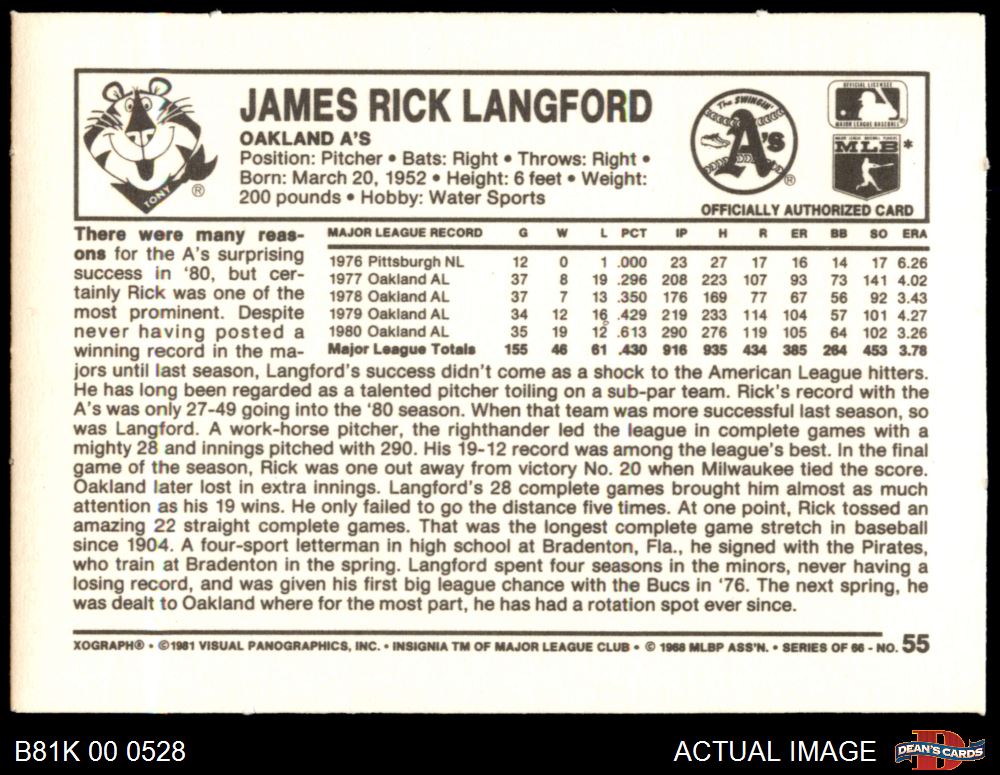 TONY ®
JAMES RICK LANGFORD
OAKLAND A'S
Position: Pitcher • Bats: Right • Throws: Right •
Born: March 20, 1952 • Height: 6 feet • Weight:
200 pounds • Hobby: Water Sports
The SWINGIN'
A's
®
OFFICIAL LICENSEE
MAJOR LEAGUE BASEBALL®
MAJOR LEAGUE BASEBALL PLAYERS
MLB *
OFFICIALLY AUTHORIZED CARD
There were many rea-
ons for the A's surprising
success in '80, but cer-
tainly Rick was one of the
most prominent. Despite
never having posted a
winning record in the ma-
MAJOR LEAGUE RECORD G W L PCT IP H R ER BB SO ERA
1976 Pittsburgh NL 12 0 1 .000 23 27 17 16 14 17 6.26
1977 Oakland AL 37 8 19 .296 208 223 107 93 73 141 4.02
1978 Oakland AL 37 7 13 .350 176 169 77 67 56 92 3.43
1979 Oakland AL 34 12 16 .429 219 233 114 104 57 101 4.27
1980 Oakland AL 35 19 12 .613 290 276 119 105 64 102 3.26
Major League Totals 155 46 61 .430 916 935 434 385 264 453 3.78
jors until last season, Langford's success didn't come as a shock to the American League hitters.
He has long been regarded as a talented pitcher toiling on a sub-par team. Rick's record with the
A's was only 27-49 going into the '80 season. When that team was more successful last season, so
was Langford. A work-horse pitcher, the righthander led the league in complete games with a
mighty 28 and innings pitched with 290. His 19-12 record was among the league's best. In the final
game of the season, Rick was one out away from victory No. 20 when Milwaukee tied the score.
Oakland later lost in extra innings. Langford's 28 complete games brought him almost as much
attention as his 19 wins. He only failed to go the distance five times. At one point, Rick tossed an
amazing 22 straight complete games. That was the longest complete game stretch in baseball
since 1904. A four-sport letterman in high school at Bradenton, Fla., he signed with the Pirates,
who train at Bradenton in the spring. Langford spent four seasons in the minors, never having a
losing record, and was given his first big league chance with the Bucs in '76. The next spring, he
was dealt to Oakland where for the most part, he has had a rotation spot ever since.
XOGRAPH® • ©1981 VISUAL PANOGRAPHICS, INC. • INSIGNIA TM OF MAJOR LEAGUE CLUB • © 1968 MLBP ASS'N. • SERIES OF 66 - NO. 55
B81K 00 0528
ACTUAL IMAGE
DEAN'S CARDS